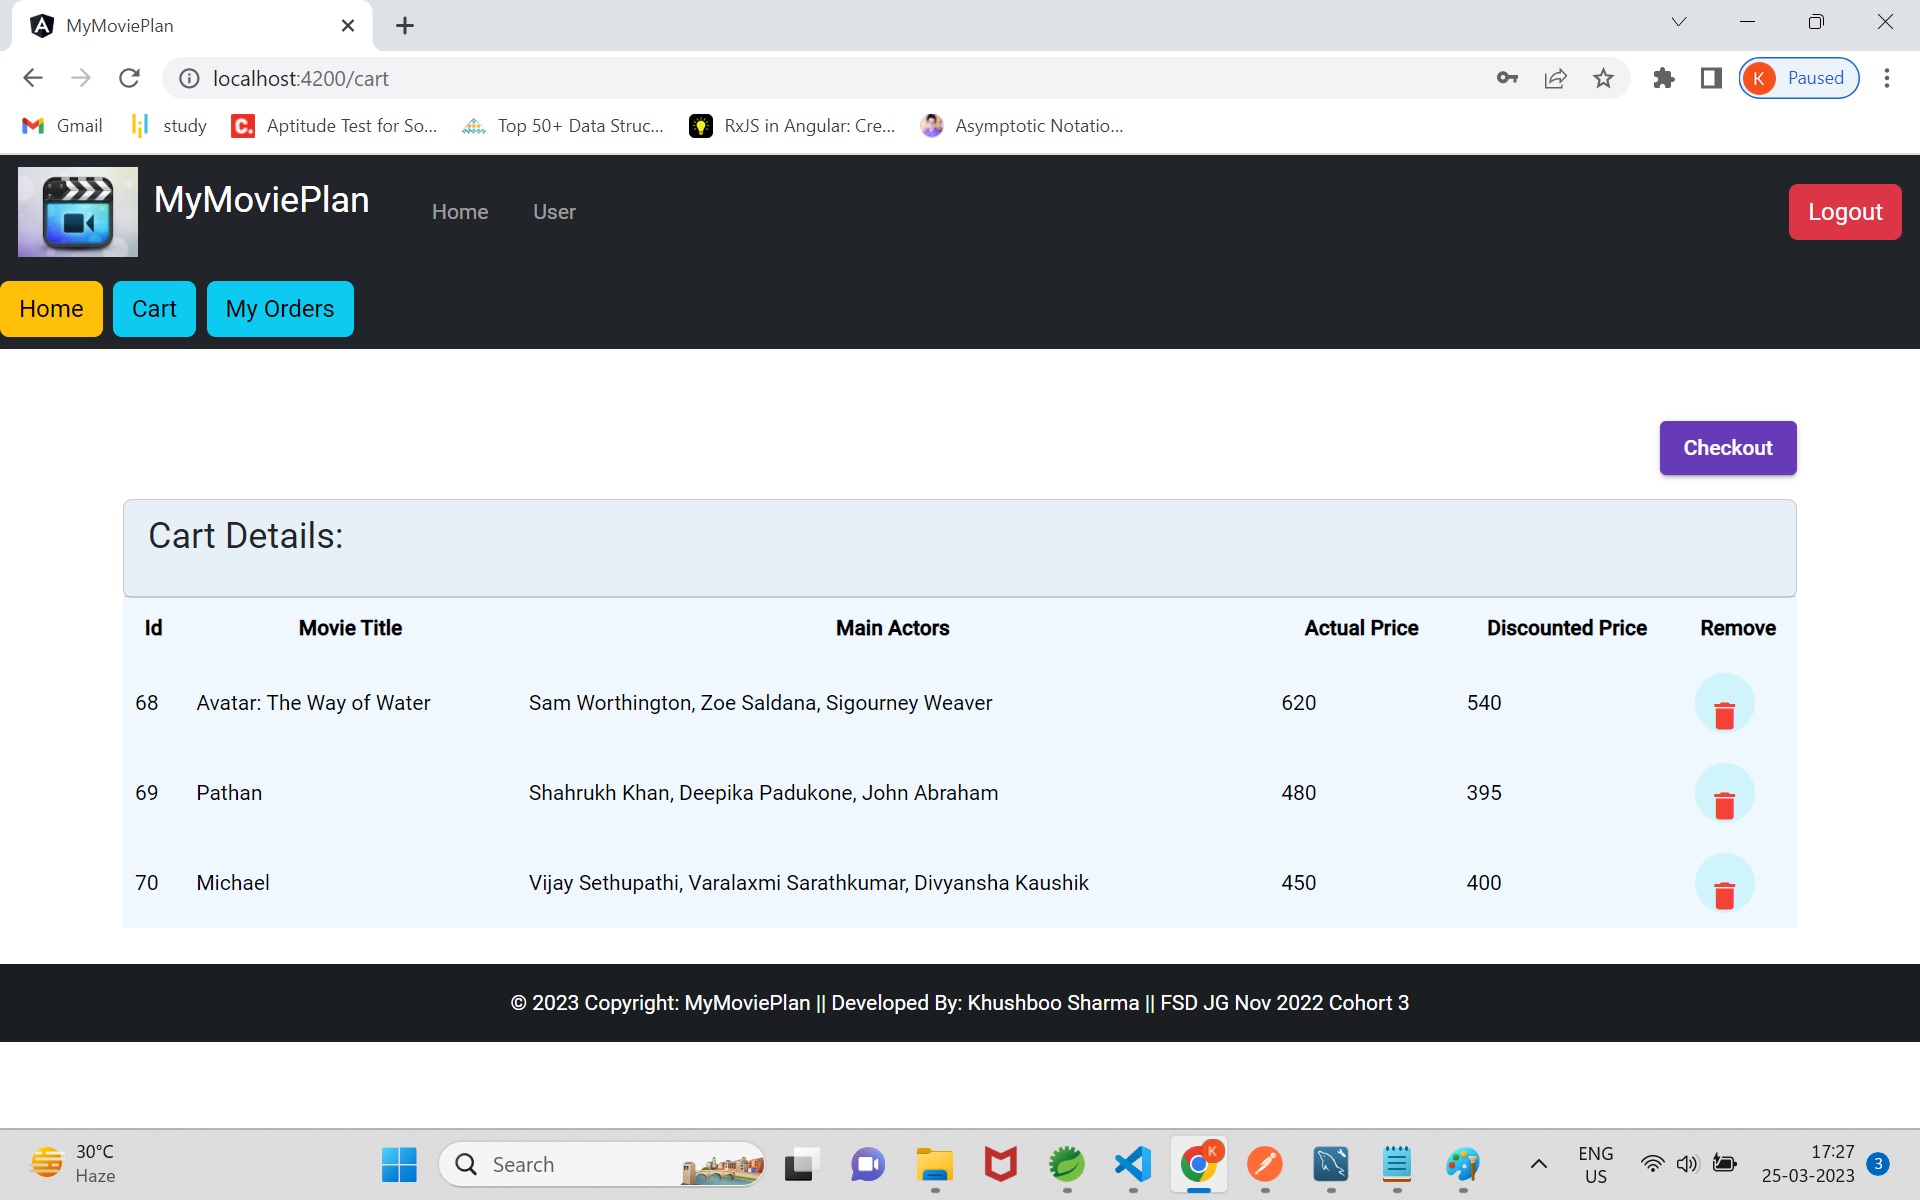 MyMoviePlan
localhost:4200/cart
K Paused
Gmail study C. Aptitude Test for So... Top 50+ Data Struc... RxJS in Angular: Cre... Asymptotic Notatio...
MyMoviePlan Home User Logout
Home Cart My Orders
Checkout
Cart Details:
Id Movie Title Main Actors Actual Price Discounted Price Remove
68 Avatar: The Way of Water Sam Worthington, Zoe Saldana, Sigourney Weaver 620 540
69 Pathan Shahrukh Khan, Deepika Padukone, John Abraham 480 395
70 Michael Vijay Sethupathi, Varalaxmi Sarathkumar, Divyansha Kaushik 450 400
© 2023 Copyright: MyMoviePlan || Developed By: Khushboo Sharma || FSD JG Nov 2022 Cohort 3
30°C
Haze
Search
K
ENG
US
17:27
25-03-2023
3